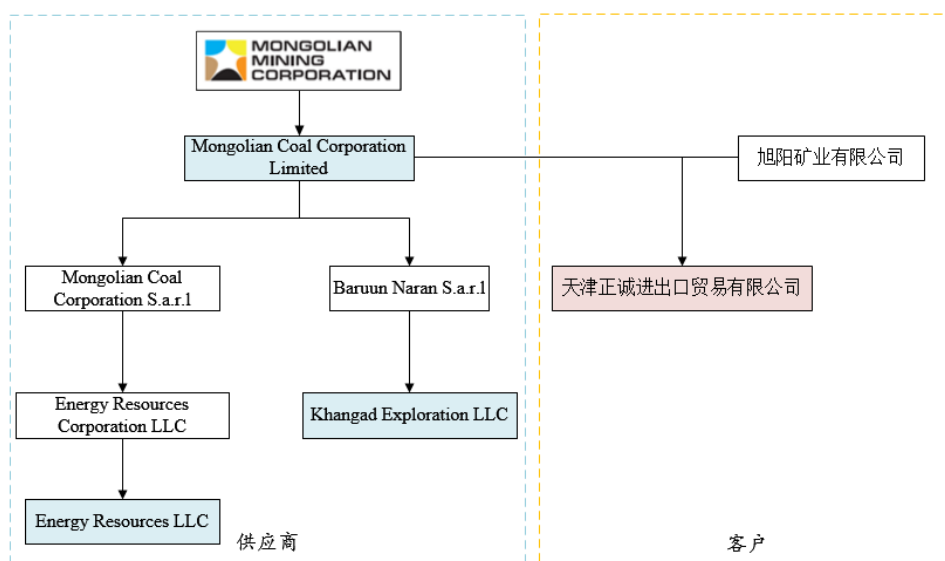 MONGOLIAN
MINING
CORPORATION
Mongolian Coal Corporation
Limited
旭阳矿业有限公司
Mongolian Coal
Corporation S.a.r.l
Baruun Naran S.a.r.l
天津正诚进出口贸易有限公司
Energy Resources
Corporation LLC
Khangad Exploration LLC
Energy Resources LLC
供应商
客户